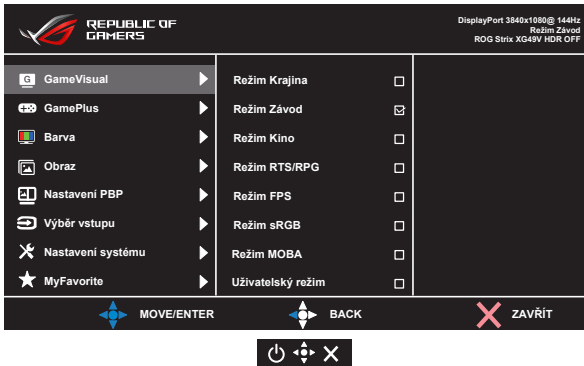 REPUBLIC OF
GAMERS
DisplayPort 3840x1080@ 144Hz
Režim Závod
ROG Strix XG49V HDR OFF
G GameVisual
GamePlus
Barva
Obraz
Nastavení PBP
Výběr vstupu
Nastavení systému
MyFavorite
Režim Krajina
Režim Závod
Režim Kino
Režim RTS/RPG
Režim FPS
Režim sRGB
Režim MOBA
Uživatelský režim
MOVE/ENTER
BACK
ZAVŘÍT